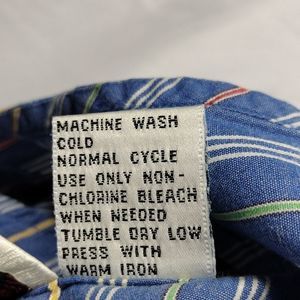 MACHINE WASH
COLD
NORMAL CYCLE
USE ONLY NON-
CHLORINE BLEACH
WHEN NEEDED
TUMBLE DRY LOW
PRESS WITH
WARM IRON